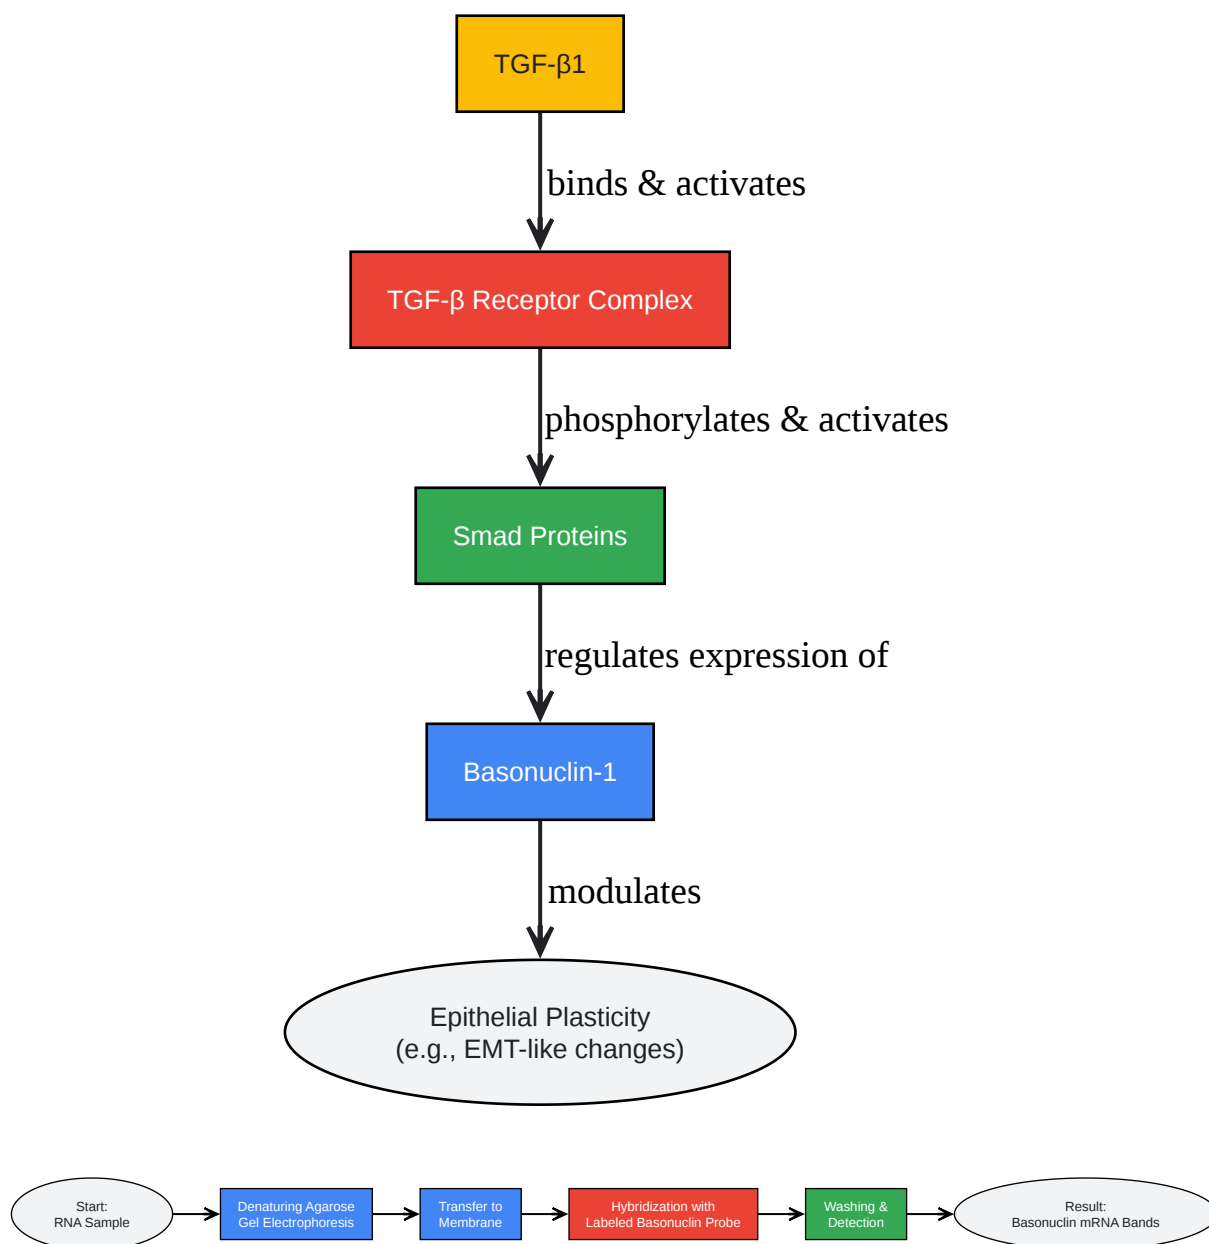 TGF-β1
binds & activates
TGF-β Receptor Complex
phosphorylates & activates
Smad Proteins
regulates expression of
Basonuclin-1
modulates
Epithelial Plasticity
(e.g., EMT-like changes)
Start:
RNA Sample
Denaturing Agarose
Gel Electrophoresis
Transfer to
Membrane
Hybridization with
Labeled Basonuclin Probe
Washing &
Detection
Result:
Basonuclin mRNA Bands